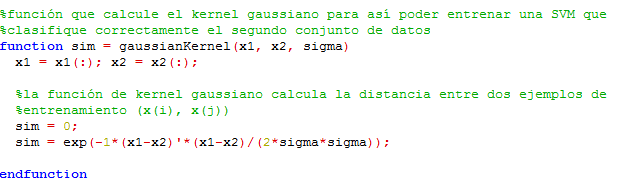 %función que calcule el kernel gaussiano para así poder entrenar una SVM que
%clasifique correctamente el segundo conjunto de datos
function sim = gaussianKernel(x1, x2, sigma)
  x1 = x1(:); x2 = x2(:);

  %la función de kernel gaussiano calcula la distancia entre dos ejemplos de
  %entrenamiento (x(i), x(j))
  sim = 0;
  sim = exp(-1*(x1-x2)'*(x1-x2)/(2*sigma*sigma));

endfunction